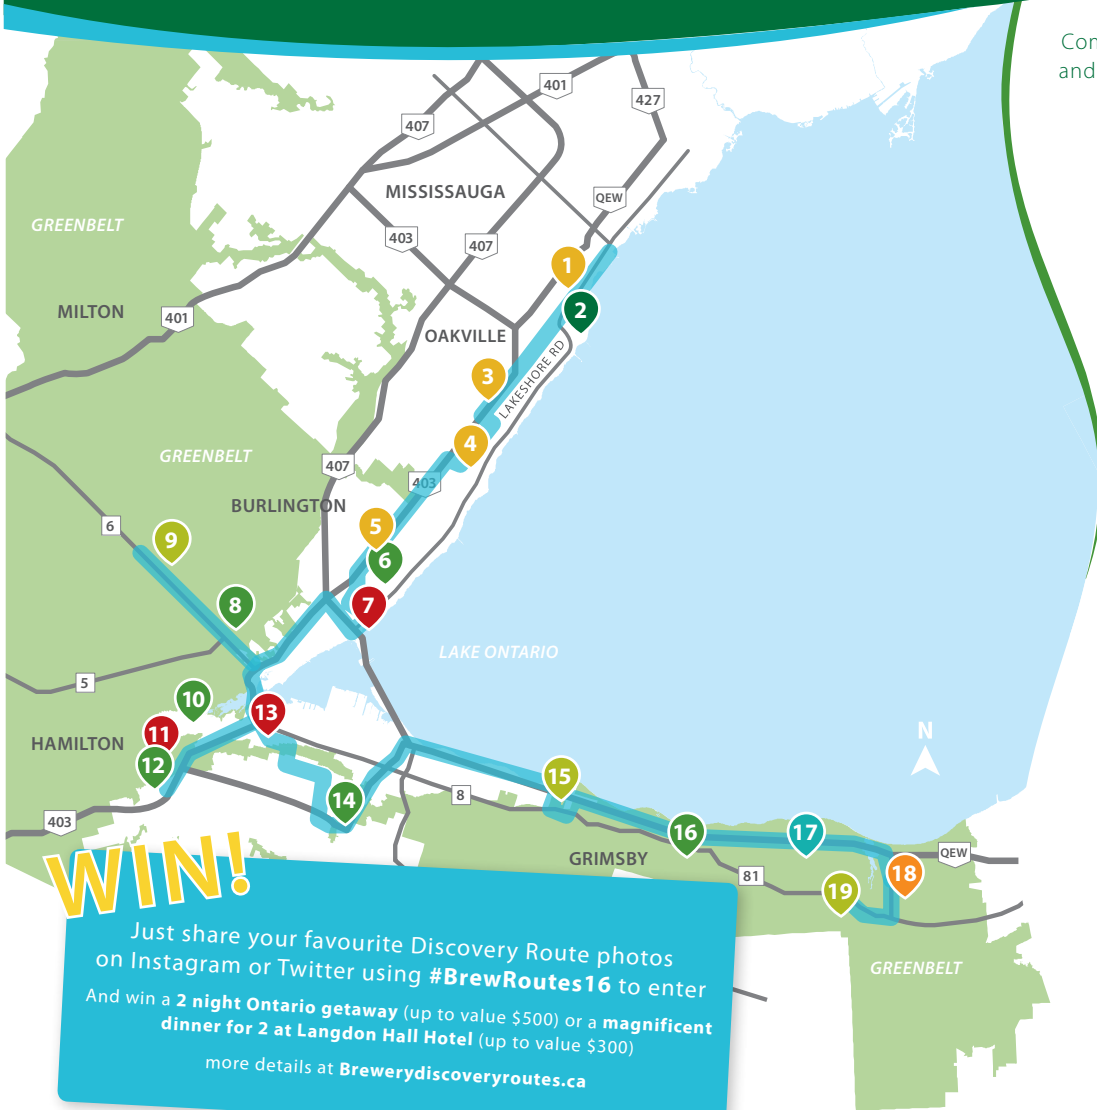 Con
and
401
427
407
MISSISSAUGA
QEW
GREENBELT
403
407
1
MILTON
401
2
OAKVILLE
LAKESHORE RD
3
4
GREENBELT
407
403
BURLINGTON
5
6
9
6
8
7
LAKE ONTARIO
5
10
13
11
HAMILTON
12
N
15
14
8
403
16
17
GRIMSBY
QEW
81
18
19
GREENBELT
WIN!
Just share your favourite Discovery Route photos
on Instagram or Twitter using #BrewRoutes16 to enter
And win a 2 night Ontario getaway (up to value $500) or a magnificent
dinner for 2 at Langdon Hall Hotel (up to value $300)
more details at Brewerydiscoveryroutes.ca